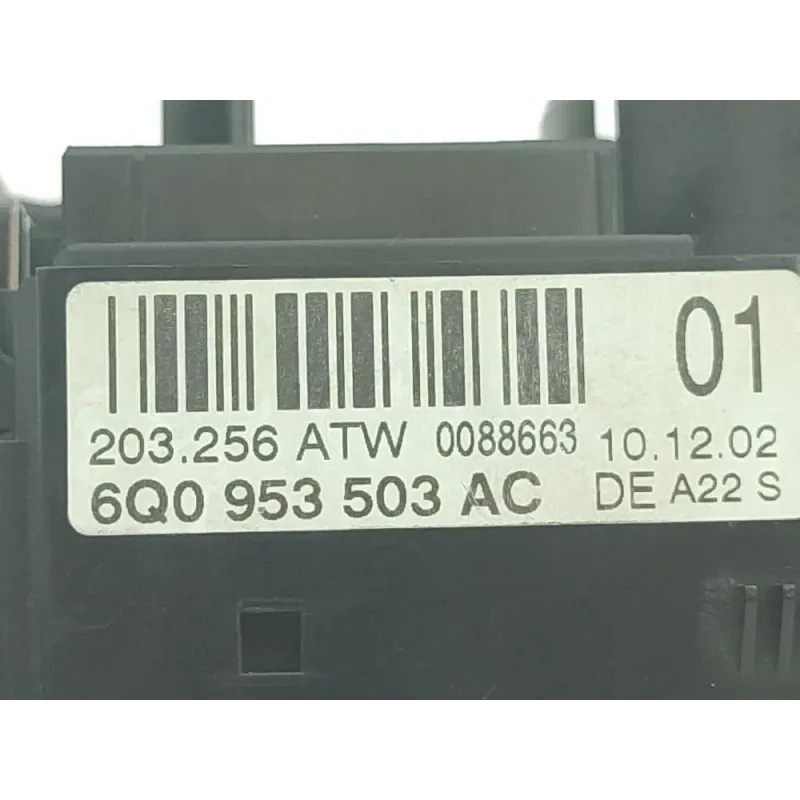 01
203.256 ATW 0088663 10.12.02
6Q0 953 503 AC DE A22 S